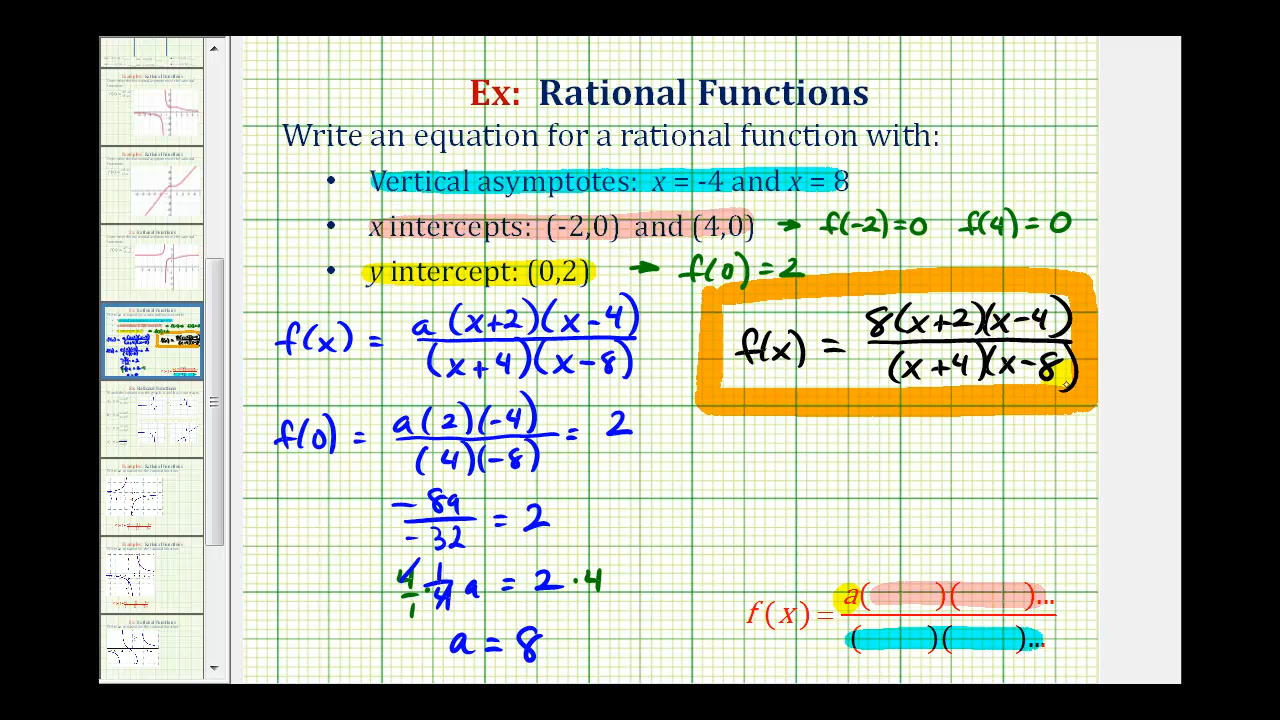 Ex: Rational Functions
Write an equation for a rational function with:
• Vertical asymptotes: x = -4 and x = 8
• x intercepts: (-2,0) and (4,0) → f(-2)=0 f(4)=0
• y intercept: (0,2) → f(0)=2
f(x) = a(x+2)(x-4) / (x+4)(x-8)
f(x) = 8(x+2)(x-4) / (x+4)(x-8)
f(0) = a(2)(-4) / (4)(-8) = 2
-8a / -32 = 2
4/1 · 1/4 a = 2 · 4
a = 8
f(x) = a( )( )... / ( )( )...